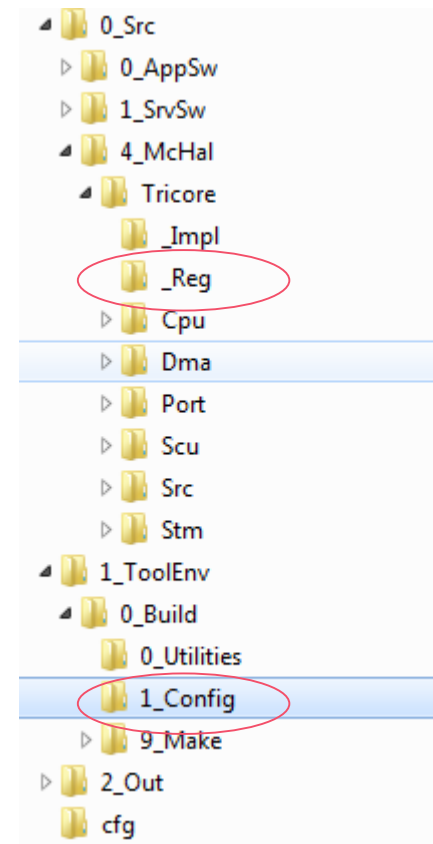 0_Src
0_AppSw
1_SrvSw
4_McHal
Tricore
_Impl
_Reg
Cpu
Dma
Port
Scu
Src
Stm
1_ToolEnv
0_Build
0_Utilities
1_Config
9_Make
2_Out
cfg